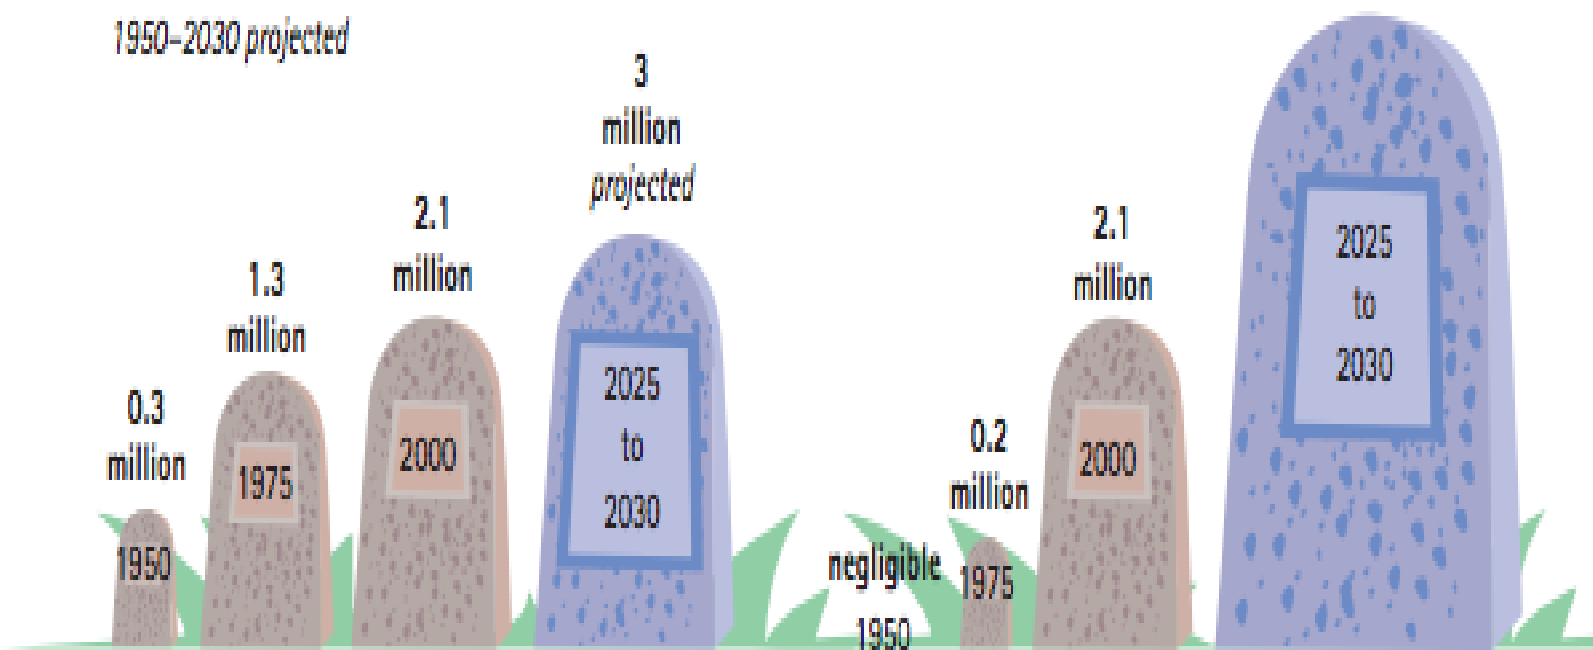 1950–2030 projected
0.3
million
1950
1.3
million
1975
2.1
million
2000
3
million
projected
2025
to
2030
negligible
1950
0.2
million
1975
2.1
million
2000
2025
to
2030